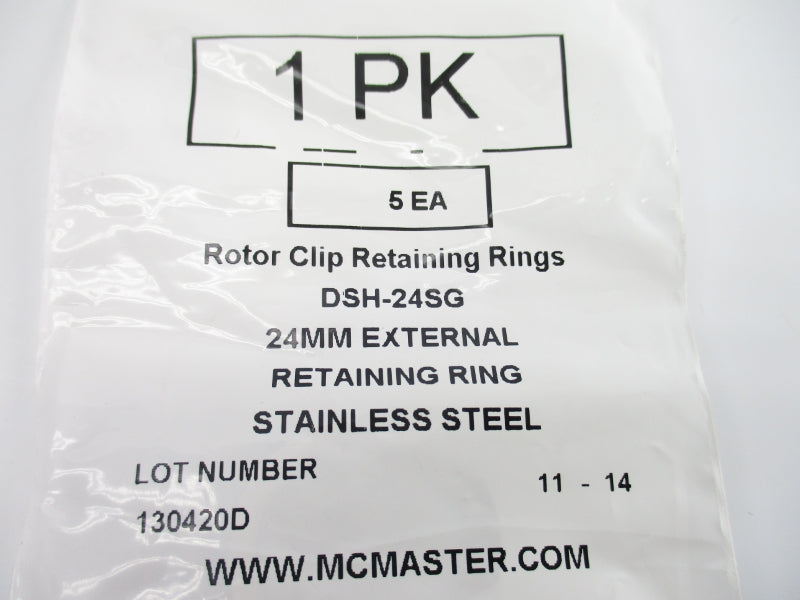 1 PK
5 EA
Rotor Clip Retaining Rings
DSH-24SG
24MM EXTERNAL
RETAINING RING
STAINLESS STEEL
LOT NUMBER
11 - 14
130420D
WWW.MCMASTER.COM